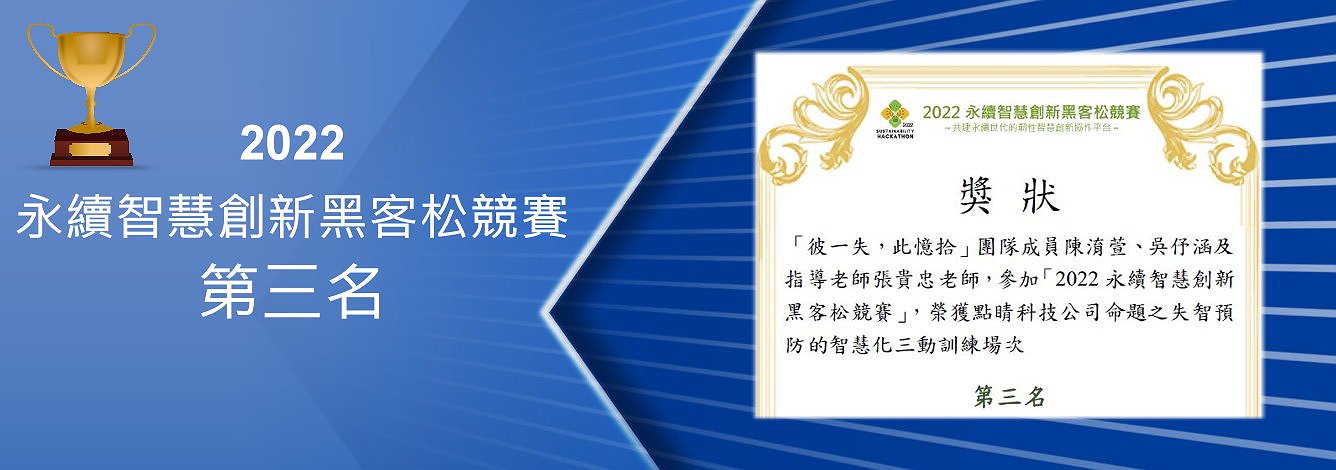 2022
永續智慧創新黑客松競賽
第三名
2022
SUSTAINABILITY
HACKATHON
2022 永續智慧創新黑客松競賽
~共建永續世代的韌性智慧創新協作平台~
獎 狀
「彼一失，此憶拾」團隊成員陳淯萱、吳伃涵及
指導老師張貴忠老師，參加「2022 永續智慧創新
黑客松競賽」，榮獲點睛科技公司命題之失智預
防的智慧化三動訓練場次
第三名